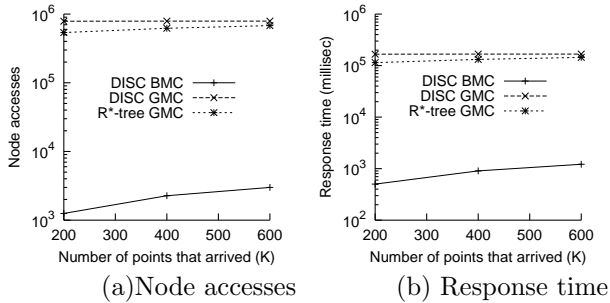 Node accesses
10^6
10^5
10^4
10^3
DISC BMC
DISC GMC
R*-tree GMC
200 300 400 500 600
Number of points that arrived (K)
(a)Node accesses
Response time (millisec)
10^6
10^5
10^4
10^3
10^2
DISC BMC
DISC GMC
R*-tree GMC
200 300 400 500 600
Number of points that arrived (K)
(b) Response time